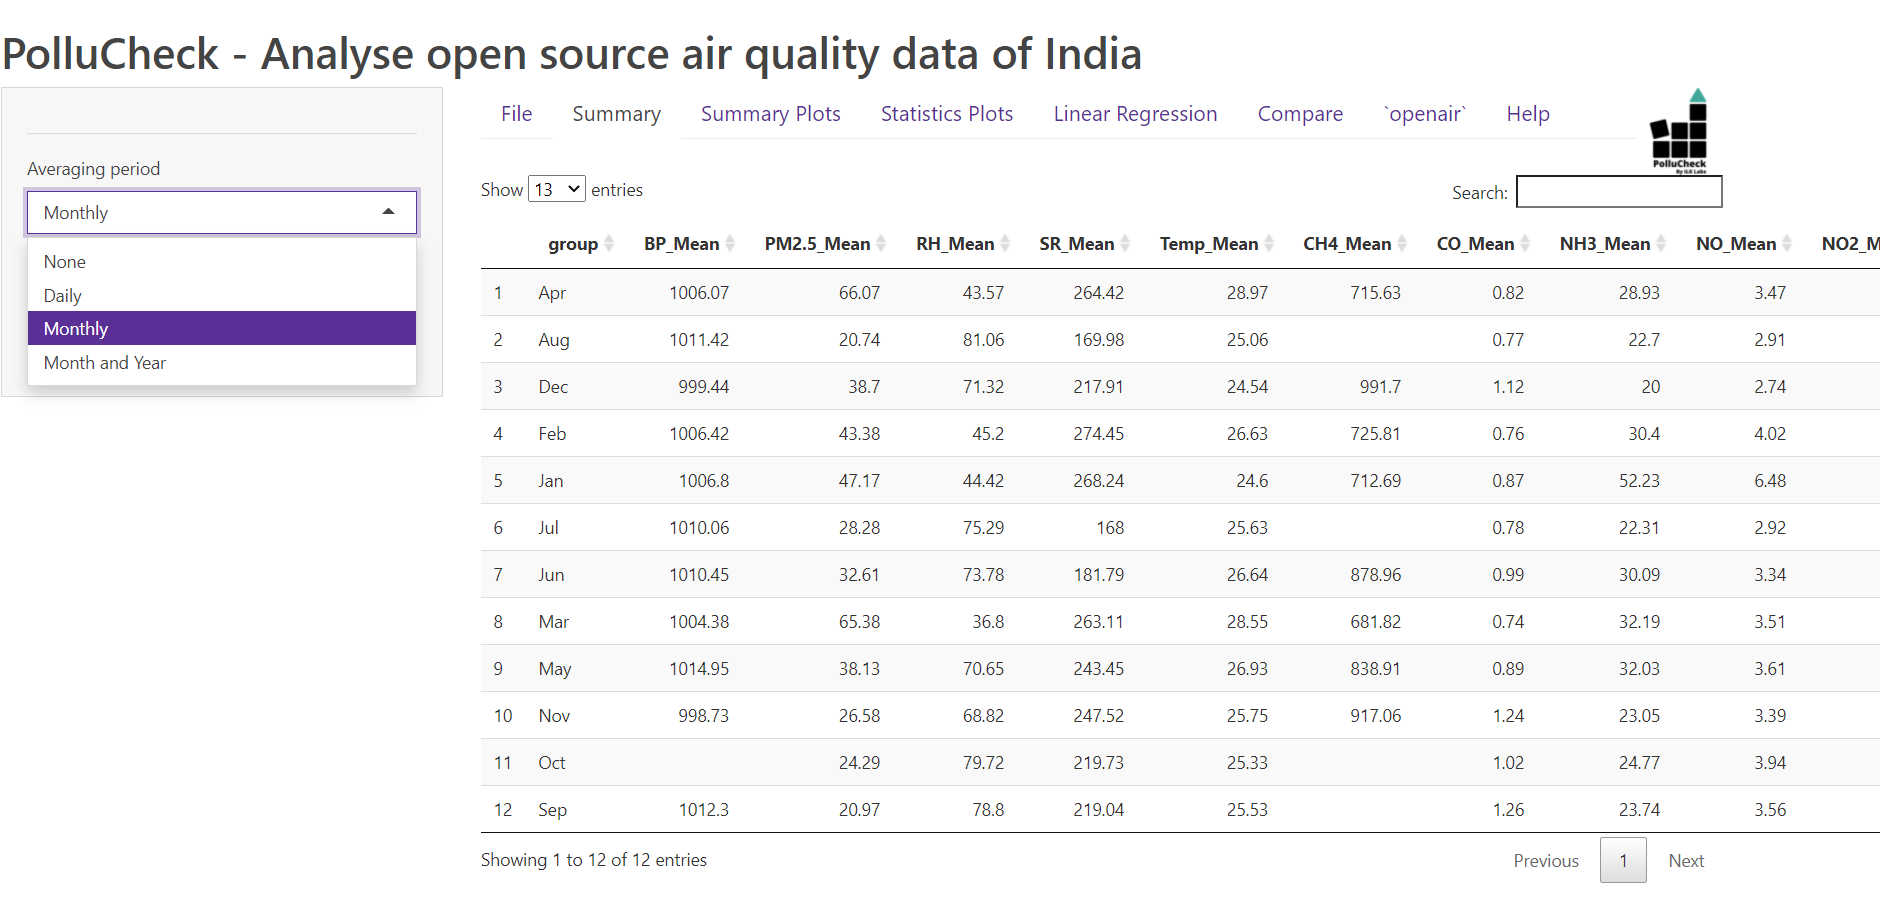 PolluCheck - Analyse open source air quality data of India
File Summary Summary Plots Statistics Plots Linear Regression Compare `openair` Help
PolluCheck
By ILK Labs
Averaging period
Monthly
None
Daily
Monthly
Month and Year
Show 13 entries
Search:
group BP_Mean PM2.5_Mean RH_Mean SR_Mean Temp_Mean CH4_Mean CO_Mean NH3_Mean NO_Mean NO2_M
1 Apr 1006.07 66.07 43.57 264.42 28.97 715.63 0.82 28.93 3.47
2 Aug 1011.42 20.74 81.06 169.98 25.06 0.77 22.7 2.91
3 Dec 999.44 38.7 71.32 217.91 24.54 991.7 1.12 20 2.74
4 Feb 1006.42 43.38 45.2 274.45 26.63 725.81 0.76 30.4 4.02
5 Jan 1006.8 47.17 44.42 268.24 24.6 712.69 0.87 52.23 6.48
6 Jul 1010.06 28.28 75.29 168 25.63 0.78 22.31 2.92
7 Jun 1010.45 32.61 73.78 181.79 26.64 878.96 0.99 30.09 3.34
8 Mar 1004.38 65.38 36.8 263.11 28.55 681.82 0.74 32.19 3.51
9 May 1014.95 38.13 70.65 243.45 26.93 838.91 0.89 32.03 3.61
10 Nov 998.73 26.58 68.82 247.52 25.75 917.06 1.24 23.05 3.39
11 Oct 24.29 79.72 219.73 25.33 1.02 24.77 3.94
12 Sep 1012.3 20.97 78.8 219.04 25.53 1.26 23.74 3.56
Showing 1 to 12 of 12 entries
Previous 1 Next